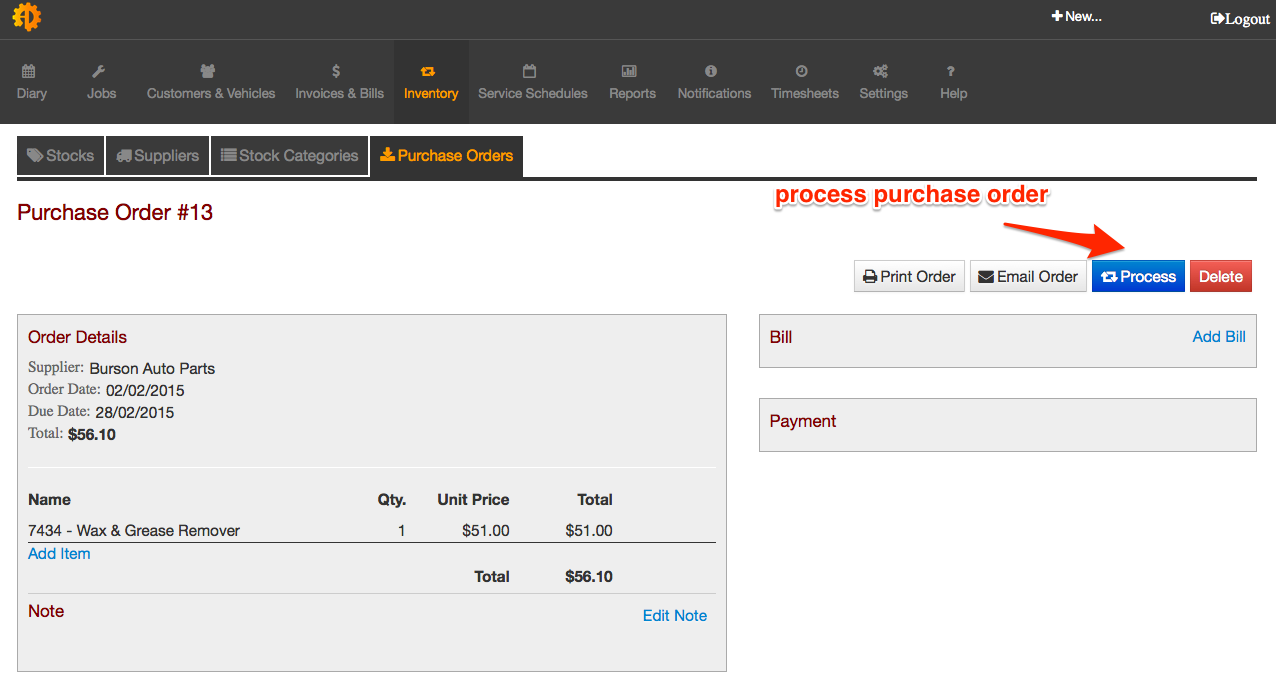 New...
Logout
Diary Jobs Customers & Vehicles Invoices & Bills Inventory Service Schedules Reports Notifications Timesheets Settings Help
Stocks Suppliers Stock Categories Purchase Orders
process purchase order
Purchase Order #13
Print Order Email Order Process Delete
Order Details
Supplier: Burson Auto Parts
Order Date: 02/02/2015
Due Date: 28/02/2015
Total: $56.10
Name Qty. Unit Price Total
7434 - Wax & Grease Remover 1 $51.00 $51.00
Add Item
Total $56.10
Note Edit Note
Bill Add Bill
Payment